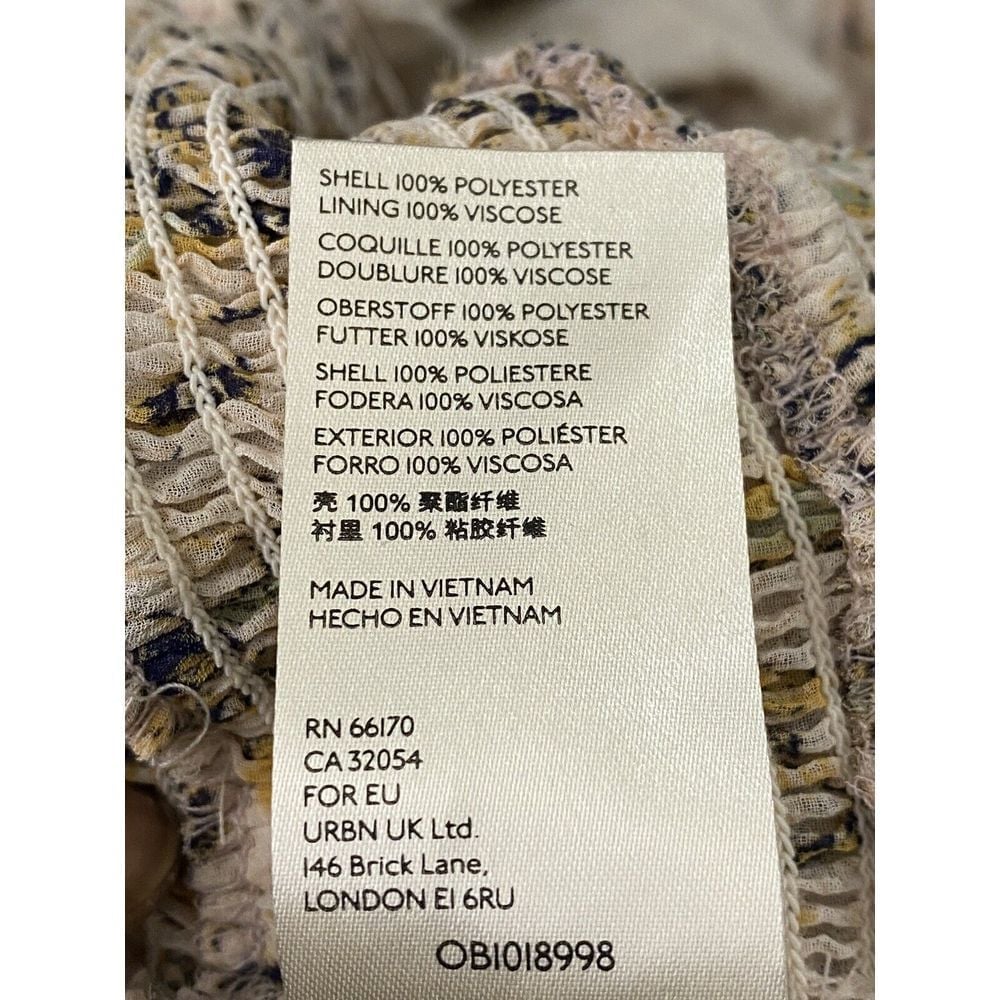 SHELL 100% POLYESTER
LINING 100% VISCOSE
COQUILLE 100% POLYESTER
DOUBLURE 100% VISCOSE
OBERSTOFF 100% POLYESTER
FUTTER 100% VISKOSE
SHELL 100% POLIESTERE
FODERA 100% VISCOSA
EXTERIOR 100% POLIÉSTER
FORRO 100% VISCOSA
壳 100% 聚酯纤维
衬里 100% 粘胶纤维
MADE IN VIETNAM
HECHO EN VIETNAM
RN 66170
CA 32054
FOR EU
URBN UK Ltd.
146 Brick Lane,
LONDON E1 6RU
OB1018998